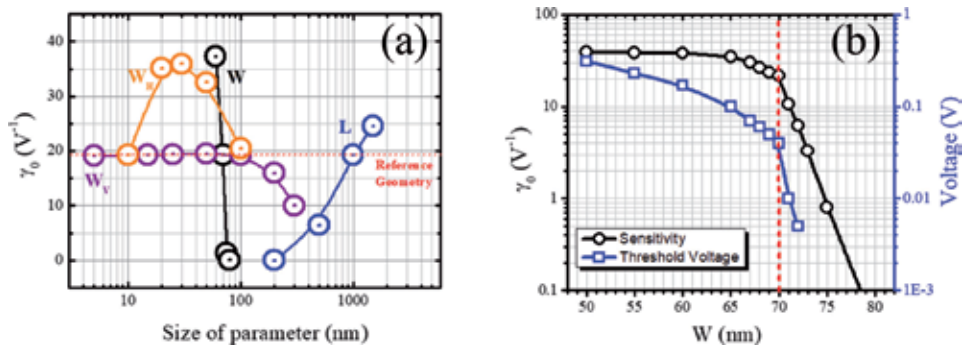 (a)
γ₀ (V⁻¹)
40
30
20
10
0
W_H
W
L
W_V
Reference
Geometry
10
100
1000
Size of parameter (nm)
(b)
γ₀ (V⁻¹)
100
10
1
0.1
Sensitivity
Threshold Voltage
50
55
60
65
70
75
80
W (nm)
1
0.1
0.01
1E-3
Voltage (V)